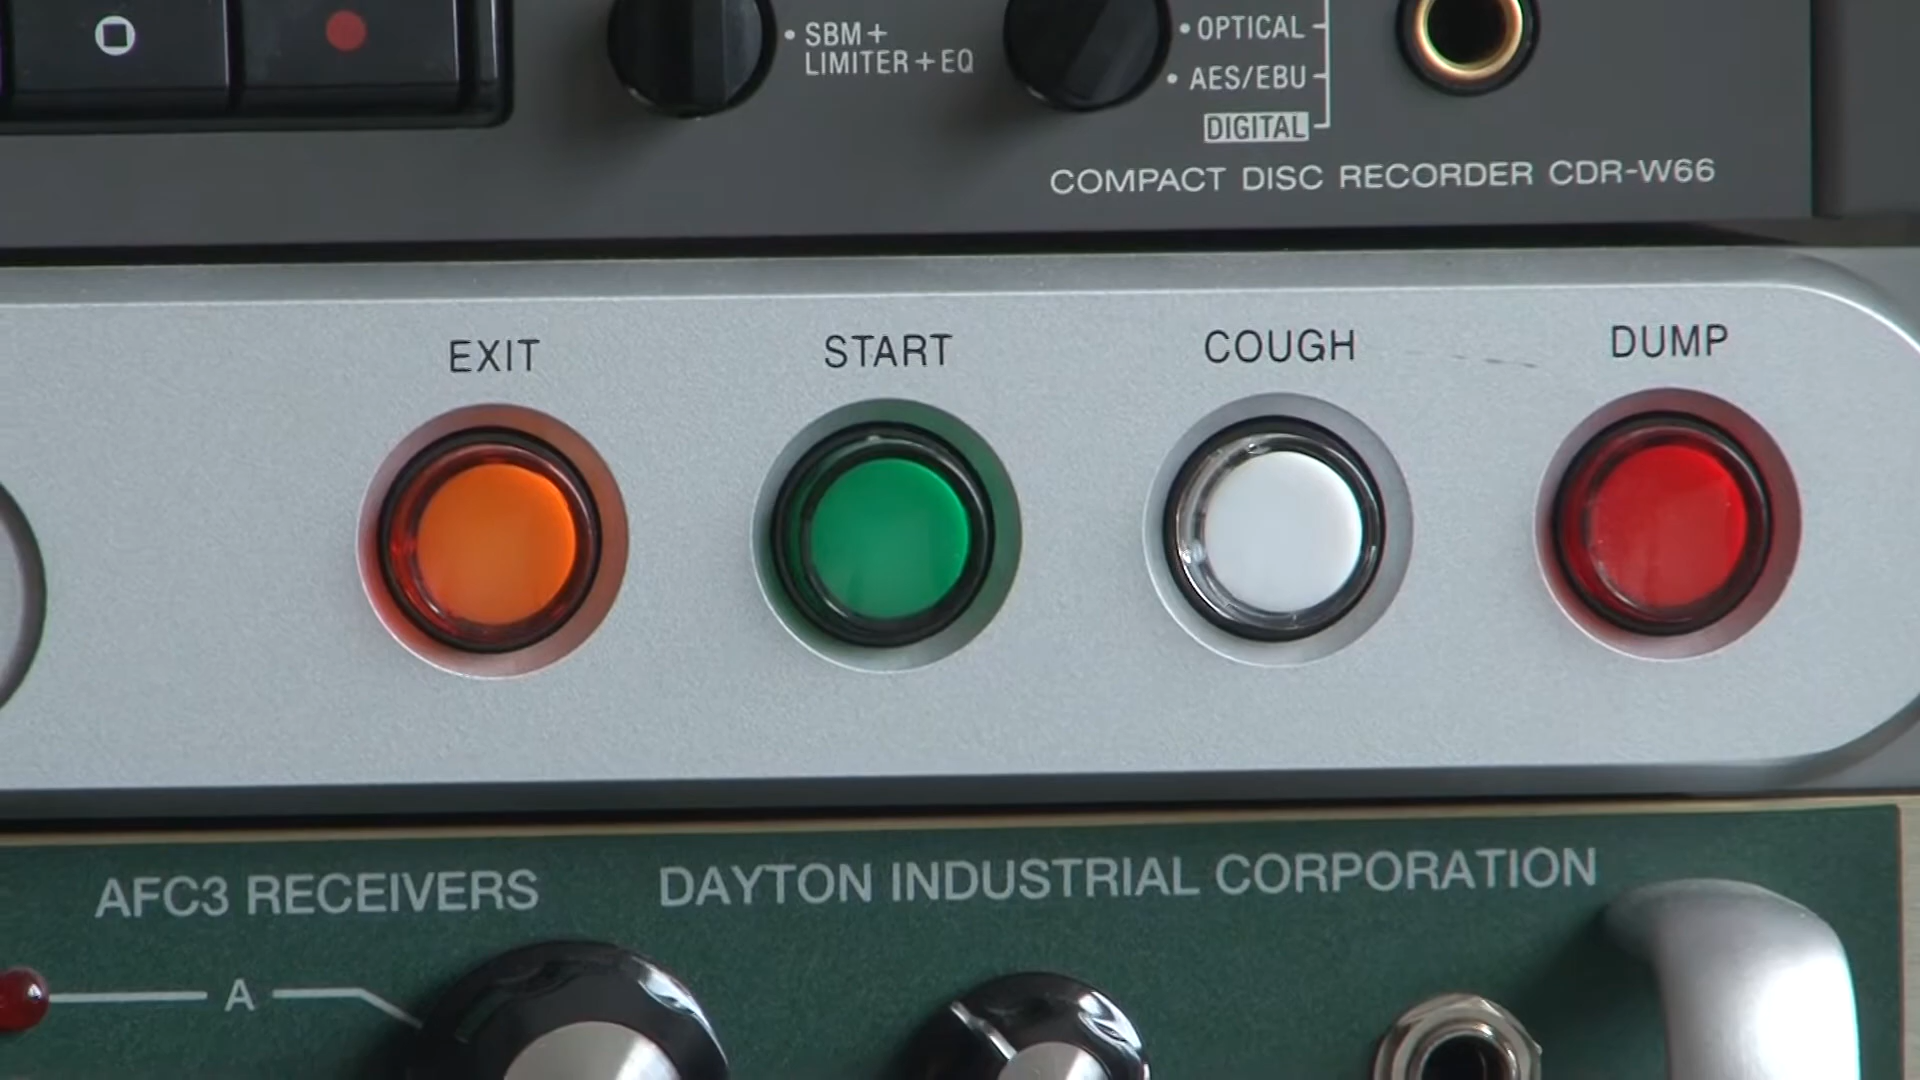 SBM+
LIMITER+EQ
OPTICAL
AES/EBU
DIGITAL
COMPACT DISC RECORDER CDR-W66
EXIT
START
COUGH
DUMP
AFC3 RECEIVERS
DAYTON INDUSTRIAL CORPORATION
A